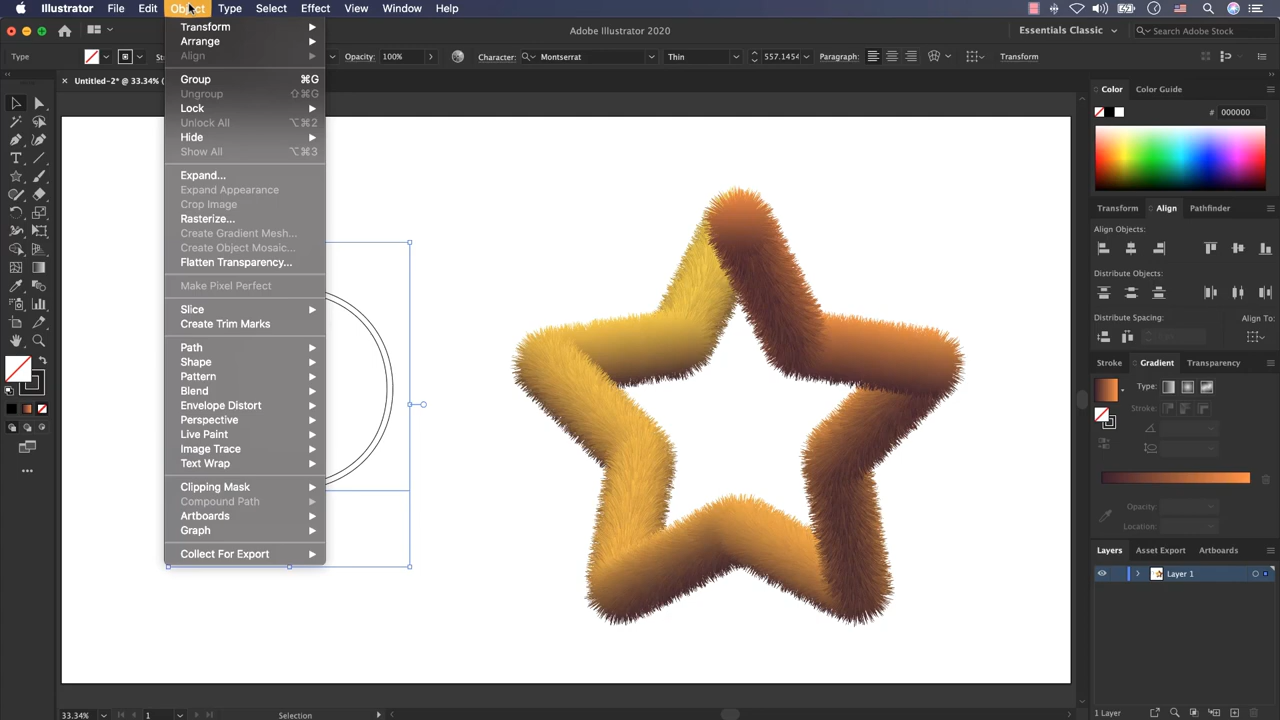 Illustrator File Edit Object Type Select Effect View Window Help
Adobe Illustrator 2020
Essentials Classic
Search Adobe Stock
Type
Opacity: 100%
Character: Montserrat
Thin
557.1454
Paragraph:
Transform
Untitled-2* @ 33.34%
Transform
Arrange
Align
Group ⌘G
Ungroup ⇧⌘G
Lock
Unlock All ⌥⌘2
Hide
Show All ⌥⌘3
Expand...
Expand Appearance
Crop Image
Rasterize...
Create Gradient Mesh...
Create Object Mosaic...
Flatten Transparency...
Make Pixel Perfect
Slice
Create Trim Marks
Path
Shape
Pattern
Blend
Envelope Distort
Perspective
Live Paint
Image Trace
Text Wrap
Clipping Mask
Compound Path
Artboards
Graph
Collect For Export
Color Color Guide
# 000000
Transform Align Pathfinder
Align Objects:
Distribute Objects:
Distribute Spacing:
Align To:
Stroke Gradient Transparency
Type:
Stroke:
Opacity:
Location:
Layers Asset Export Artboards
Layer 1
1 Layer
33.34%
1
Selection